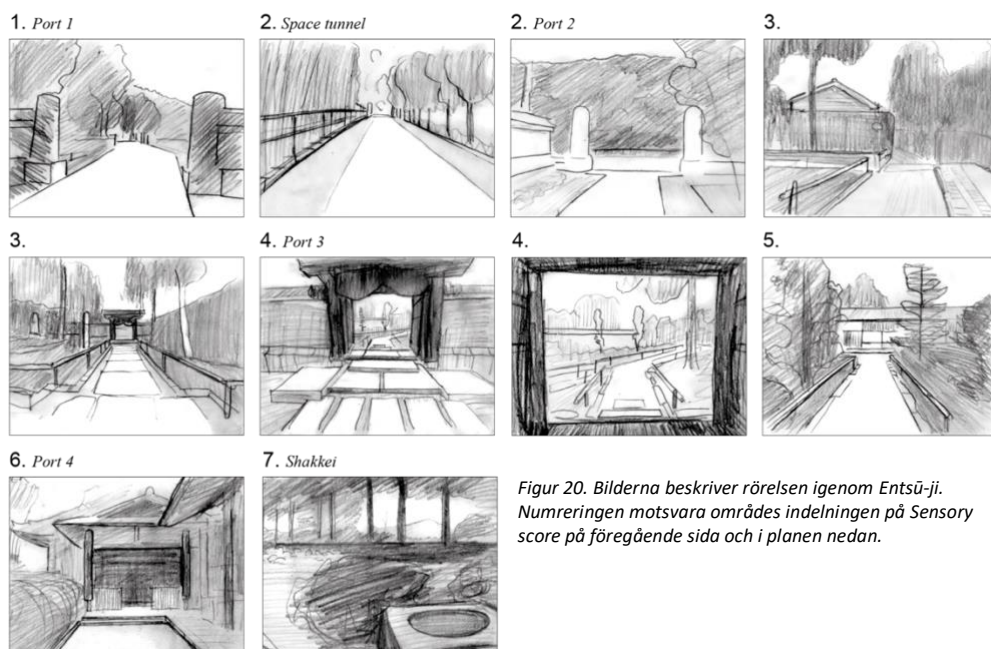 1. Port 1
2. Space tunnel
2. Port 2
3.
3.
4. Port 3
4.
5.
6. Port 4
7. Shakkei
Figur 20. Bilderna beskriver rörelsen igenom Entsū-ji.
Numreringen motsvara områdes indelningen på Sensory
score på föregående sida och i planen nedan.